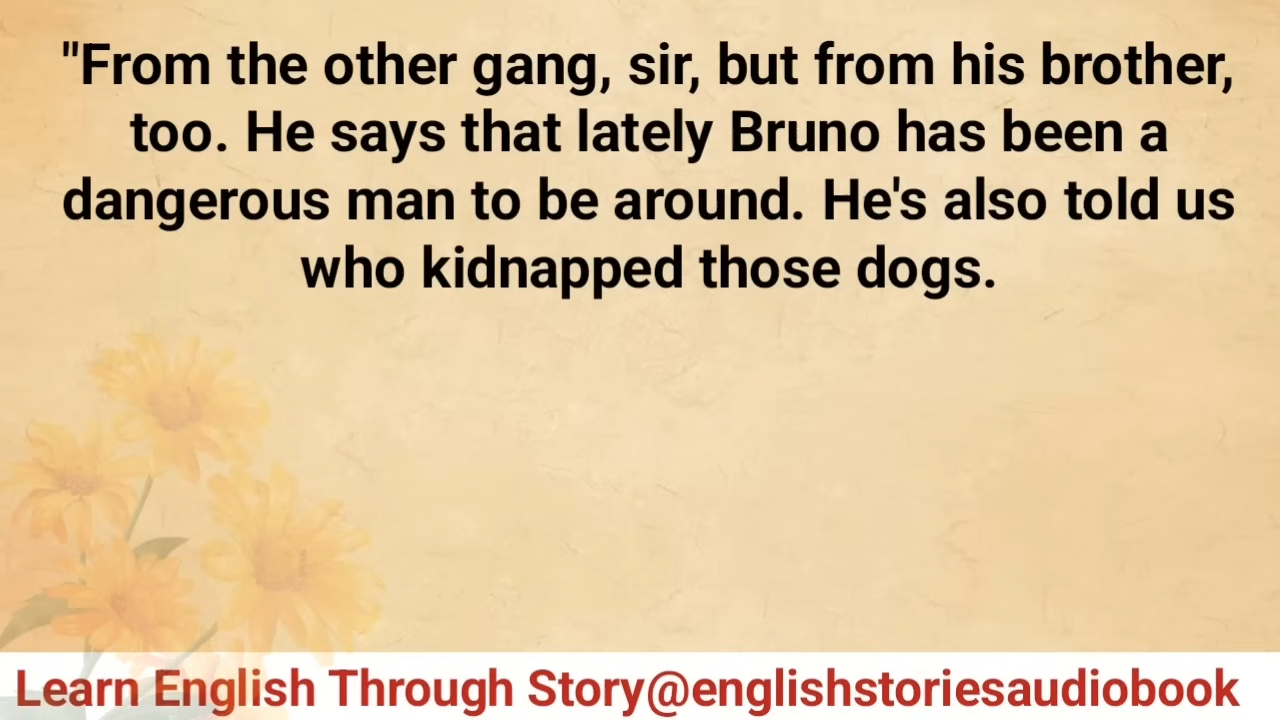 "From the other gang, sir, but from his brother,
too. He says that lately Bruno has been a
dangerous man to be around. He's also told us
who kidnapped those dogs.
Learn English Through Story@englishstoriesaudiobook